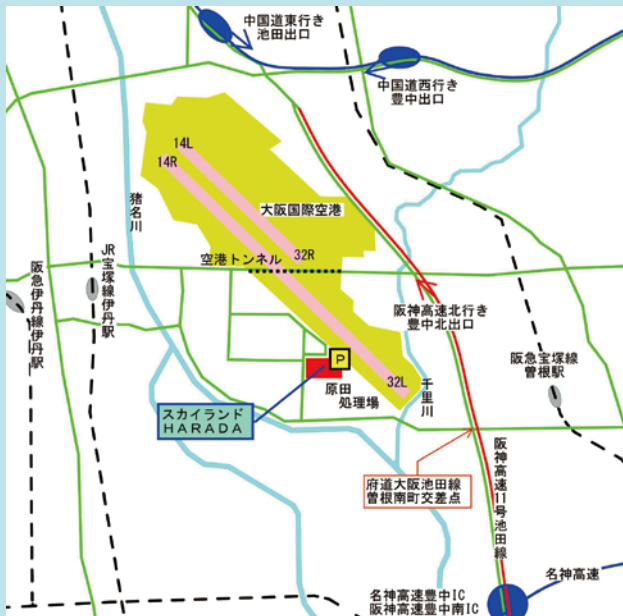 中国道東行き
池田出口
中国道西行き
豊中出口
14L
14R
大阪国際空港
猪名川
32R
空港トンネル
JR宝塚線伊丹駅
阪急伊丹線伊丹駅
阪神高速北行き
豊中北出口
阪急宝塚線
曽根駅
P
32L
千里川
原田
処理場
スカイランド
HARADA
府道大阪池田線
曽根南町交差点
阪神高速11号池田線
名神高速
名神高速豊中IC
阪神高速豊中南IC